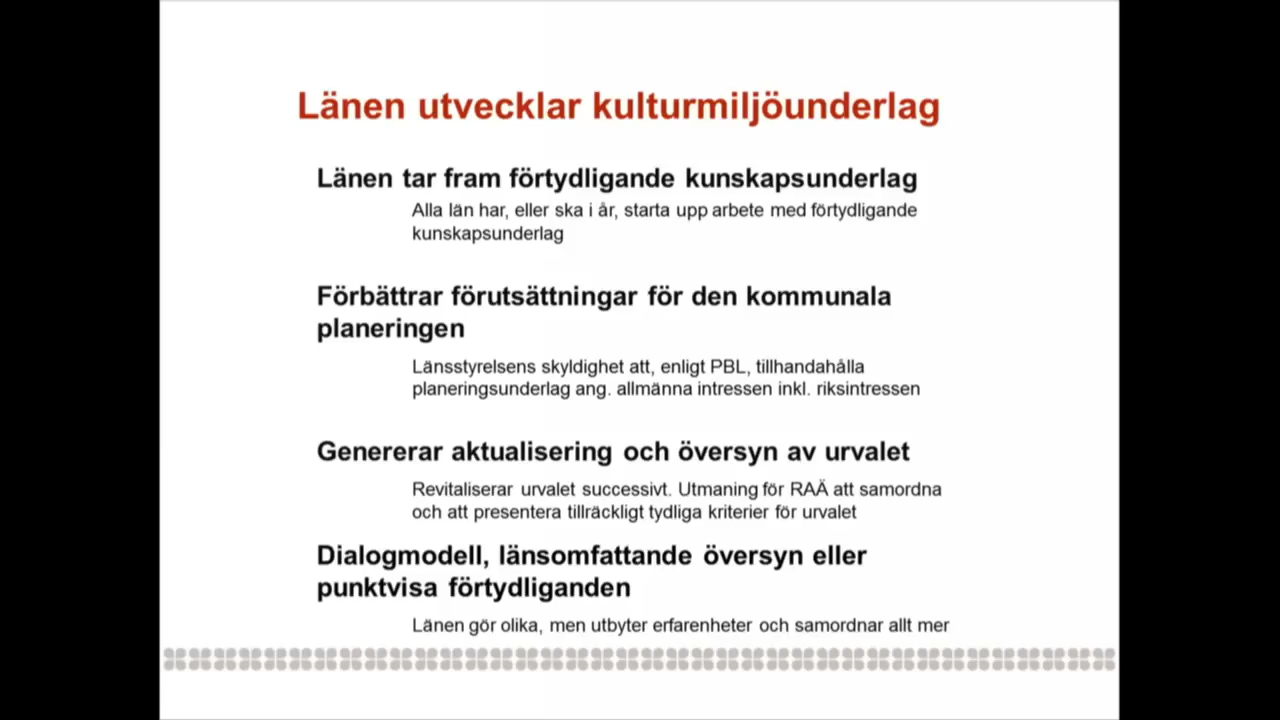 Länen utvecklar kulturmiljöunderlag
Länen tar fram förtydligande kunskapsunderlag
Alla län har, eller ska i år, starta upp arbete med förtydligande
kunskapsunderlag
Förbättrar förutsättningar för den kommunala
planeringen
Länsstyrelsens skyldighet att, enligt PBL, tillhandahålla
planeringsunderlag ang. allmänna intressen inkl. riksintressen
Genererar aktualisering och översyn av urvalet
Revitaliserar urvalet successivt. Utmaning för RAÄ att samordna
och att presentera tillräckligt tydliga kriterier för urvalet
Dialogmodell, länsomfattande översyn eller
punktvisa förtydliganden
Länen gör olika, men utbyter erfarenheter och samordnar allt mer